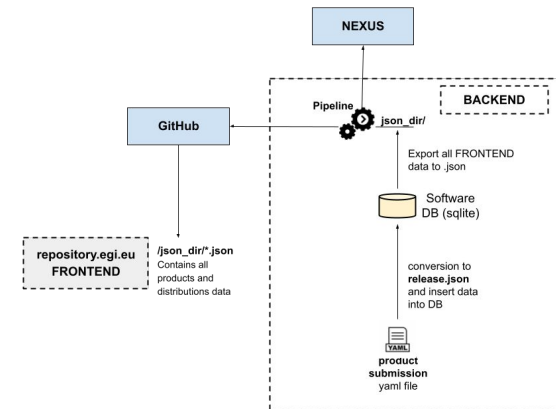 NEXUS
BACKEND
Pipeline
json_dir/
GitHub
Export all FRONTEND
data to .json
Software
DB (sqlite)
repository.egi.eu
FRONTEND
/json_dir/*.json
Contains all
products and
distributions data
conversion to
release.json
and insert data
into DB
YAML
product
submission
yaml file